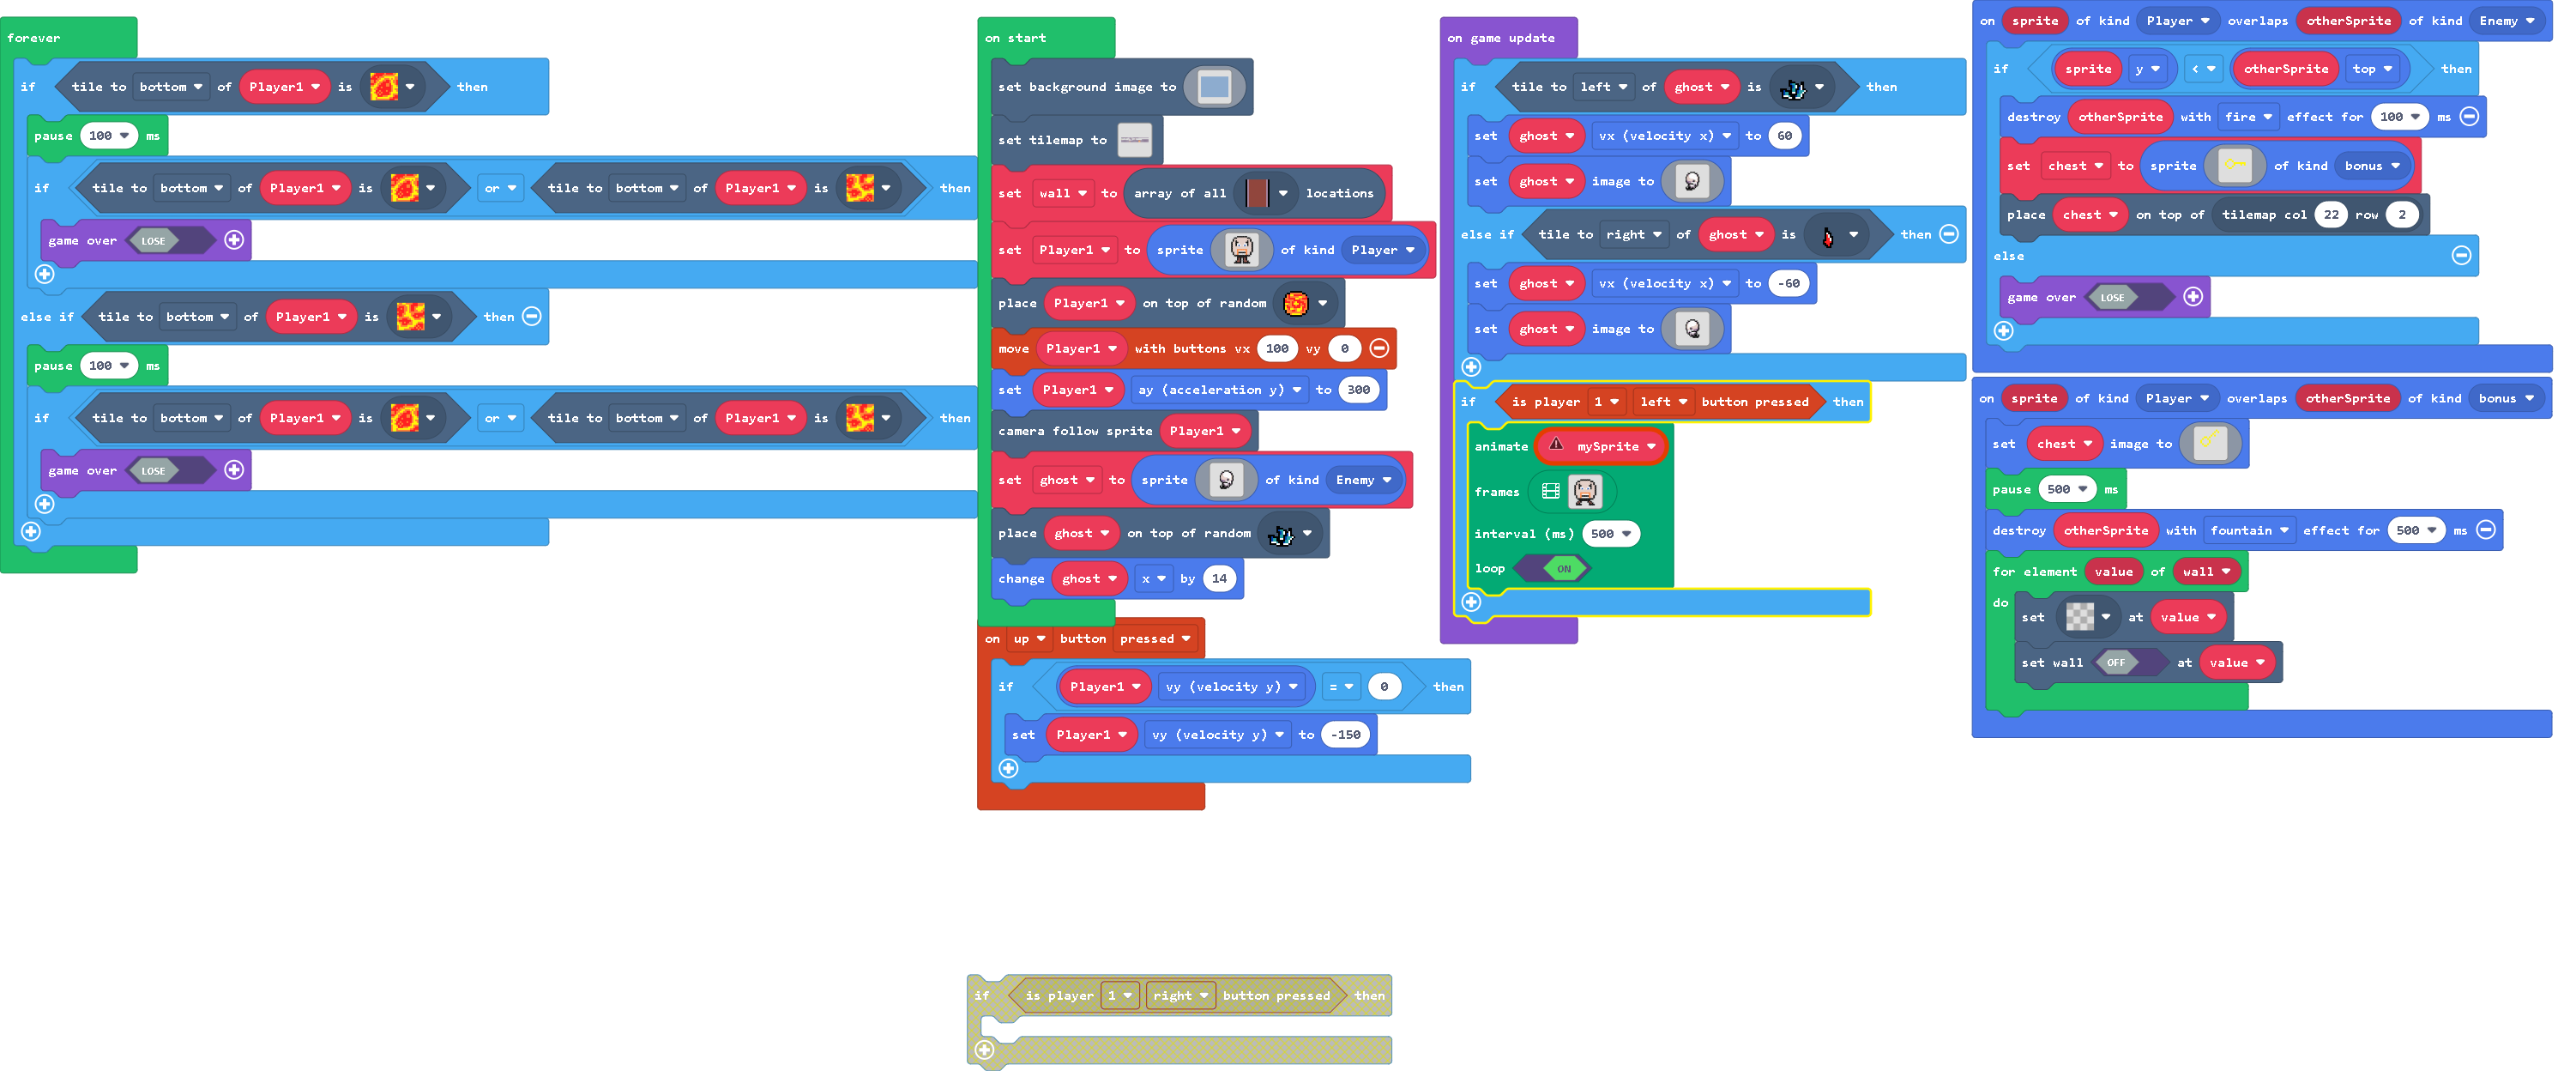 forever
if tile to bottom of Player1 is then
pause 100 ms
if tile to bottom of Player1 is or tile to bottom of Player1 is then
game over LOSE
else if tile to bottom of Player1 is then
pause 100 ms
if tile to bottom of Player1 is or tile to bottom of Player1 is then
game over LOSE
on start
set background image to
set tilemap to
set wall to array of all locations
set Player1 to sprite of kind Player
place Player1 on top of random
move Player1 with buttons vx 100 vy 0
set Player1 ay (acceleration y) to 300
camera follow sprite Player1
set ghost to sprite of kind Enemy
place ghost on top of random
change ghost x by 14
on up button pressed
if Player1 vy (velocity y) = 0 then
set Player1 vy (velocity y) to -150
on game update
if tile to left of ghost is then
set ghost vx (velocity x) to 60
set ghost image to
else if tile to right of ghost is then
set ghost vx (velocity x) to -60
set ghost image to
if is player 1 left button pressed then
animate mySprite
frames
interval (ms) 500
loop ON
on sprite of kind Player overlaps otherSprite of kind Enemy
if sprite y < otherSprite top then
destroy otherSprite with fire effect for 100 ms
set chest to sprite of kind bonus
place chest on top of tilemap col 22 row 2
else
game over LOSE
on sprite of kind Player overlaps otherSprite of kind bonus
set chest image to
pause 500 ms
destroy otherSprite with fountain effect for 500 ms
for element value of wall
do set at value
set wall OFF at value
if is player 1 right button pressed then